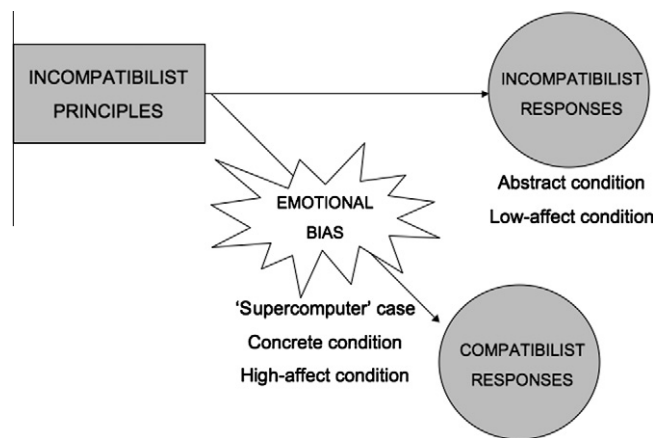 INCOMPATIBILIST
PRINCIPLES
INCOMPATIBILIST
RESPONSES
Abstract condition
Low-affect condition
EMOTIONAL
BIAS
‘Supercomputer’ case
Concrete condition
High-affect condition
COMPATIBILIST
RESPONSES